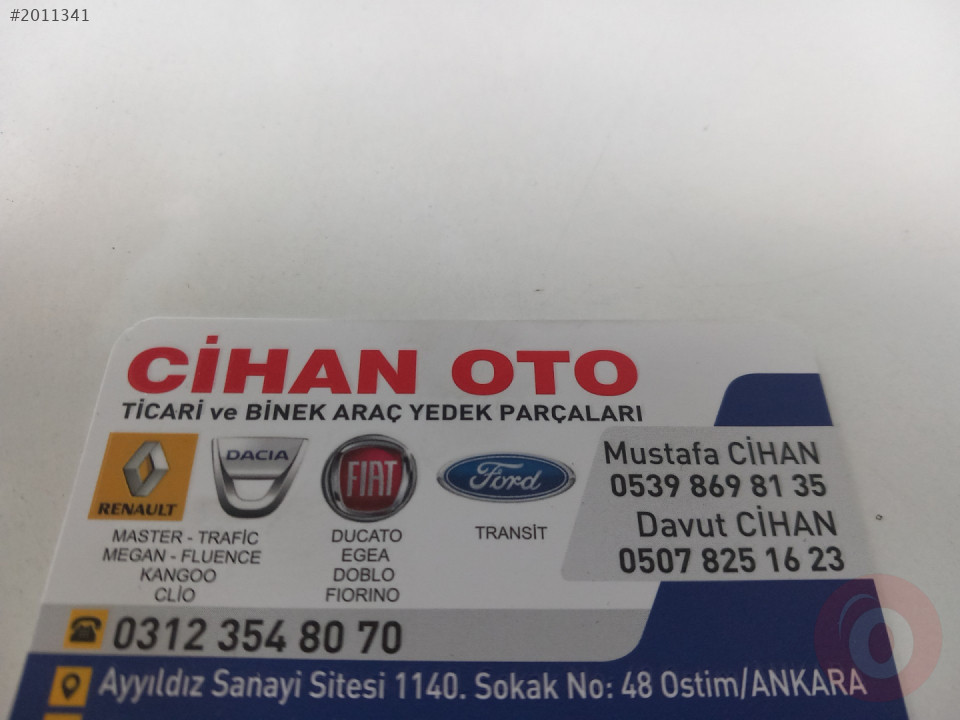 #2011341
CİHAN OTO
TİCARİ ve BİNEK ARAÇ YEDEK PARÇALARI
RENAULT
DACIA
FIAT
Ford
MASTER - TRAFİC
MEGAN - FLUENCE
KANGOO
CLİO
DUCATO
EGEA
DOBLO
FIORINO
TRANSİT
Mustafa CİHAN
0539 869 81 35
Davut CİHAN
0507 825 16 23
0312 354 80 70
Ayyıldız Sanayi Sitesi 1140. Sokak No: 48 Ostim/ANKARA